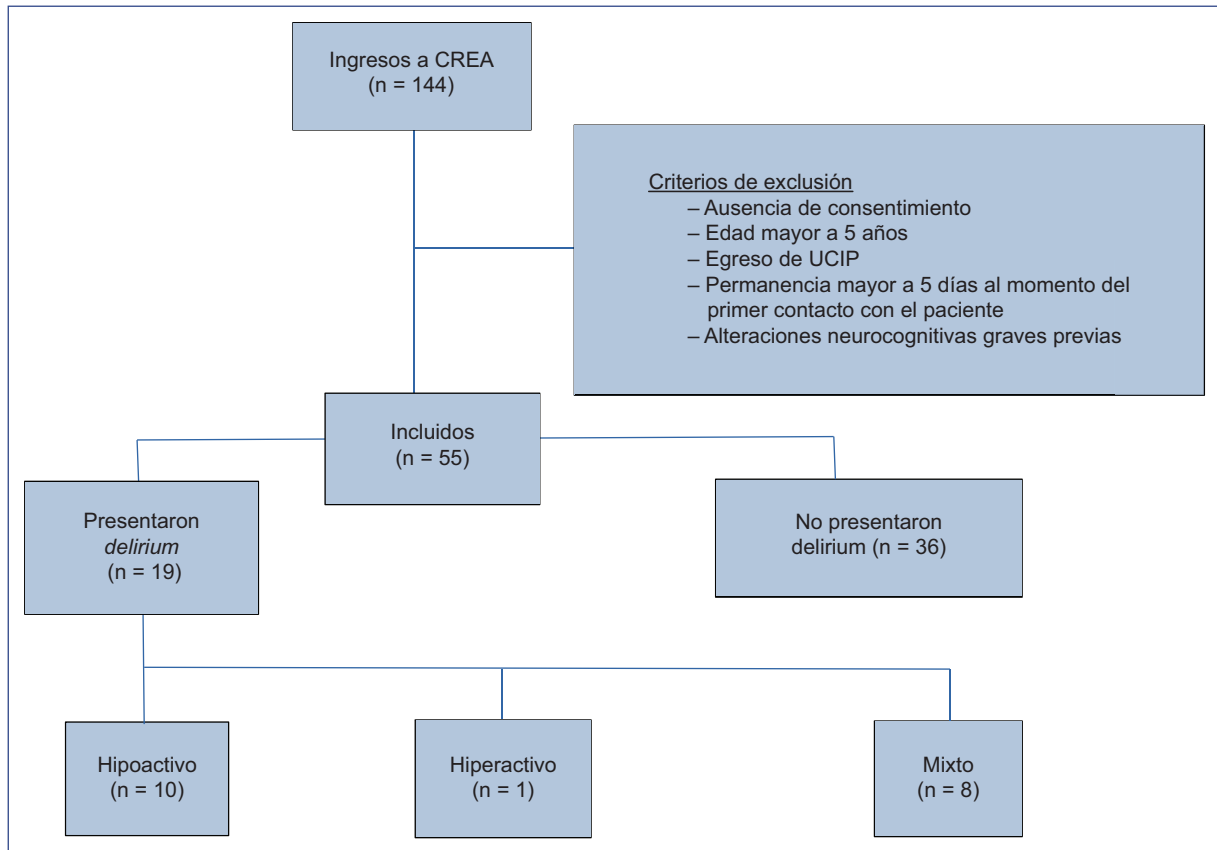 Ingresos a CREA
(n = 144)
Criterios de exclusión
– Ausencia de consentimiento
– Edad mayor a 5 años
– Egreso de UCIP
– Permanencia mayor a 5 días al momento del
primer contacto con el paciente
– Alteraciones neurocognitivas graves previas
Incluidos
(n = 55)
Presentaron
delirium
(n = 19)
No presentaron
delirium (n = 36)
Hipoactivo
(n = 10)
Hiperactivo
(n = 1)
Mixto
(n = 8)